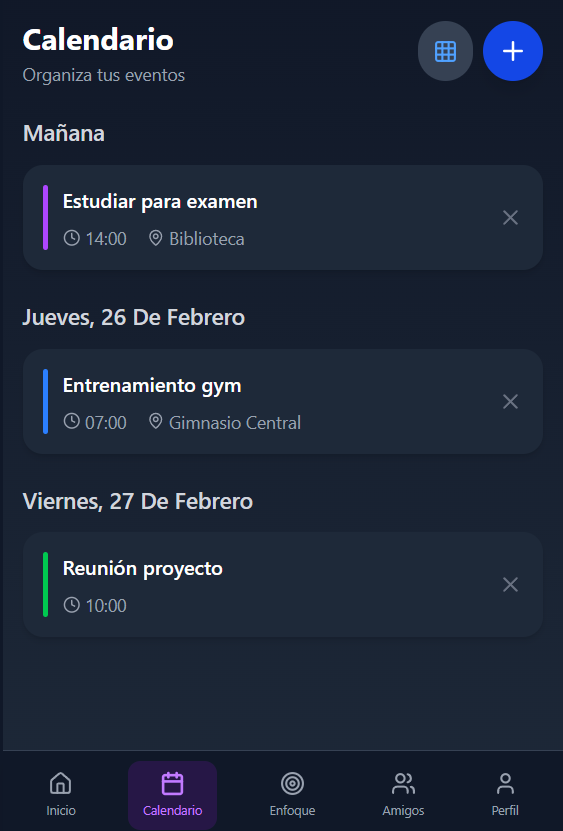 Calendario
Organiza tus eventos
Mañana
Estudiar para examen
14:00 Biblioteca
Jueves, 26 De Febrero
Entrenamiento gym
07:00 Gimnasio Central
Viernes, 27 De Febrero
Reunión proyecto
10:00
Inicio Calendario Enfoque Amigos Perfil